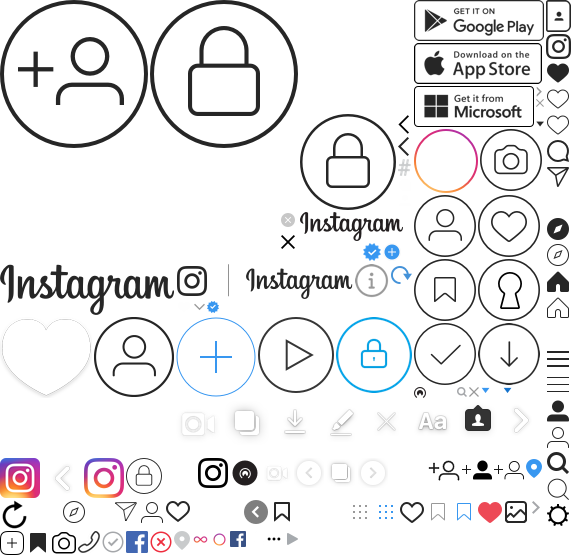 GET IT ON
Google Play
Download on the
App Store
Get it from
Microsoft
#
Instagram
Instagram
Instagram
Aa